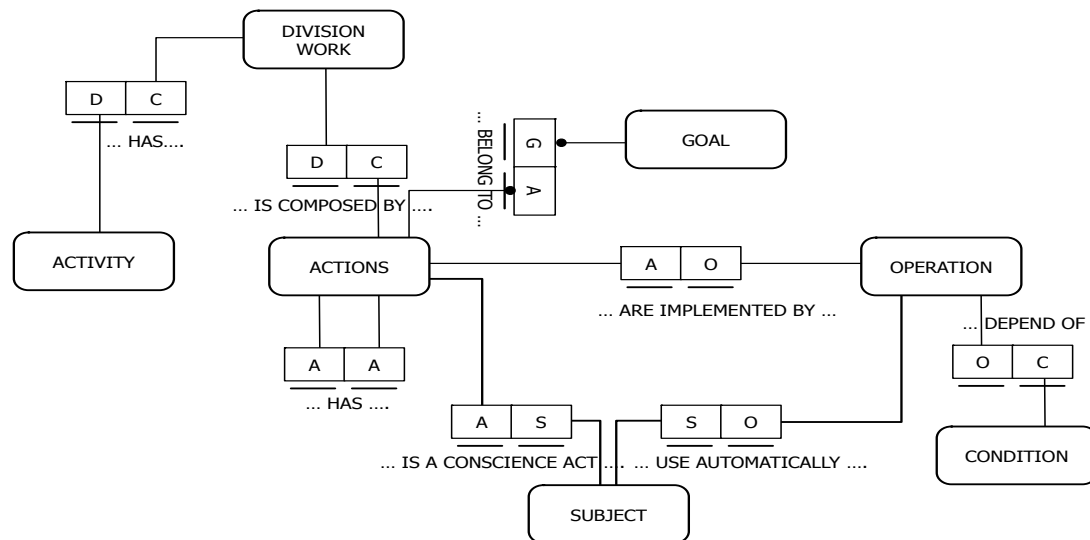 DIVISION
WORK
D C
... HAS....
D C
... IS COMPOSED BY ....
G A
... BELONG TO ...
GOAL
ACTIVITY
ACTIONS
A O
... ARE IMPLEMENTED BY ...
OPERATION
... DEPEND OF
O C
A A
... HAS ....
A S
... IS A CONSCIENCE ACT ....
S O
... USE AUTOMATICALLY ....
CONDITION
SUBJECT